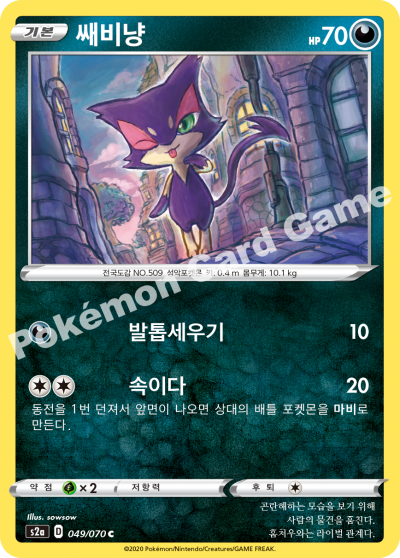 기본 쌔비냥 HP 70
전국도감 NO.509 성악포켓몬 키: 0.4 m 몸무게: 10.1 kg
Pokémon Card Game
발톱세우기 10
속이다 20
동전을 1번 던져서 앞면이 나오면 상대의 배틀 포켓몬을 마비로
만든다.
약점 ×2 저항력 후퇴
Illus. sowsow
s2a D 049/070 C
곤란해하는 모습을 보기 위해
사람의 물건을 훔친다.
훔처우와는 라이벌 관계다.
©2020 Pokémon/Nintendo/Creatures/GAME FREAK.